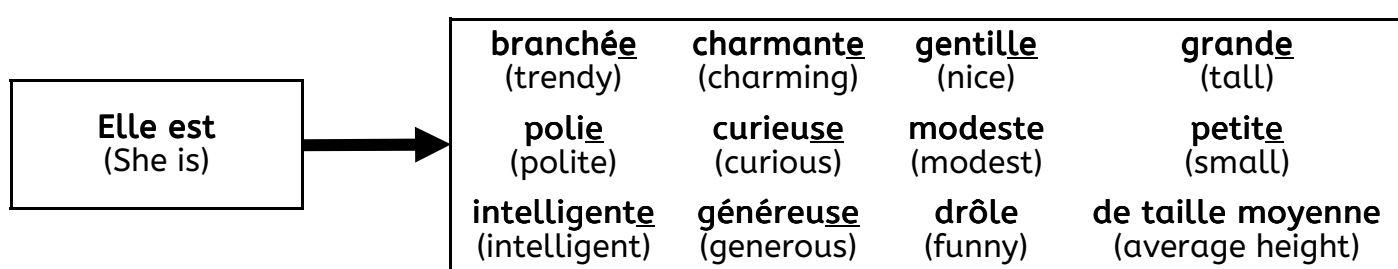 Elle est
(She is)
branchée charmante gentille grande
(trendy) (charming) (nice) (tall)
polie curieuse modeste petite
(polite) (curious) (modest) (small)
intelligente généreuse drôle de taille moyenne
(intelligent) (generous) (funny) (average height)